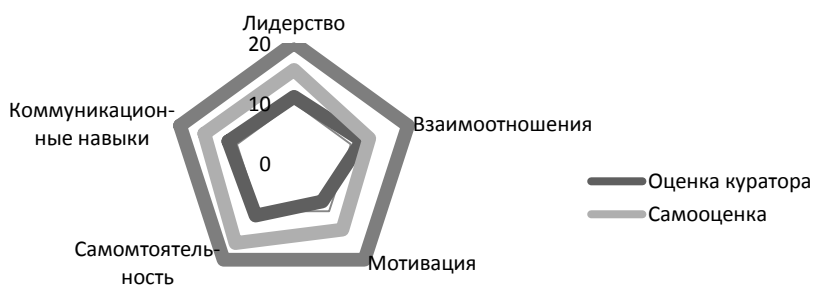 Лидерство
20
10
0
Коммуникацион-
ные навыки
Взаимоотношения
Оценка куратора
Самооценка
Самомтоятель-
ность
Мотивация